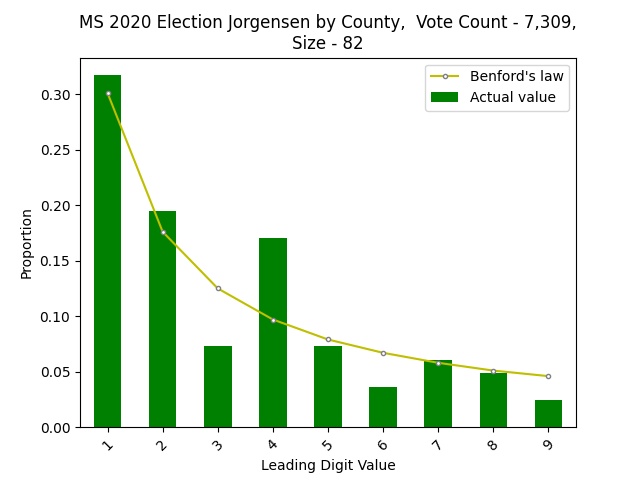 MS 2020 Election Jorgensen by County,  Vote Count - 7,309,
Size - 82
Benford's law
Actual value
0.30
0.25
0.20
0.15
0.10
0.05
0.00
Proportion
1 2 3 4 5 6 7 8 9
Leading Digit Value